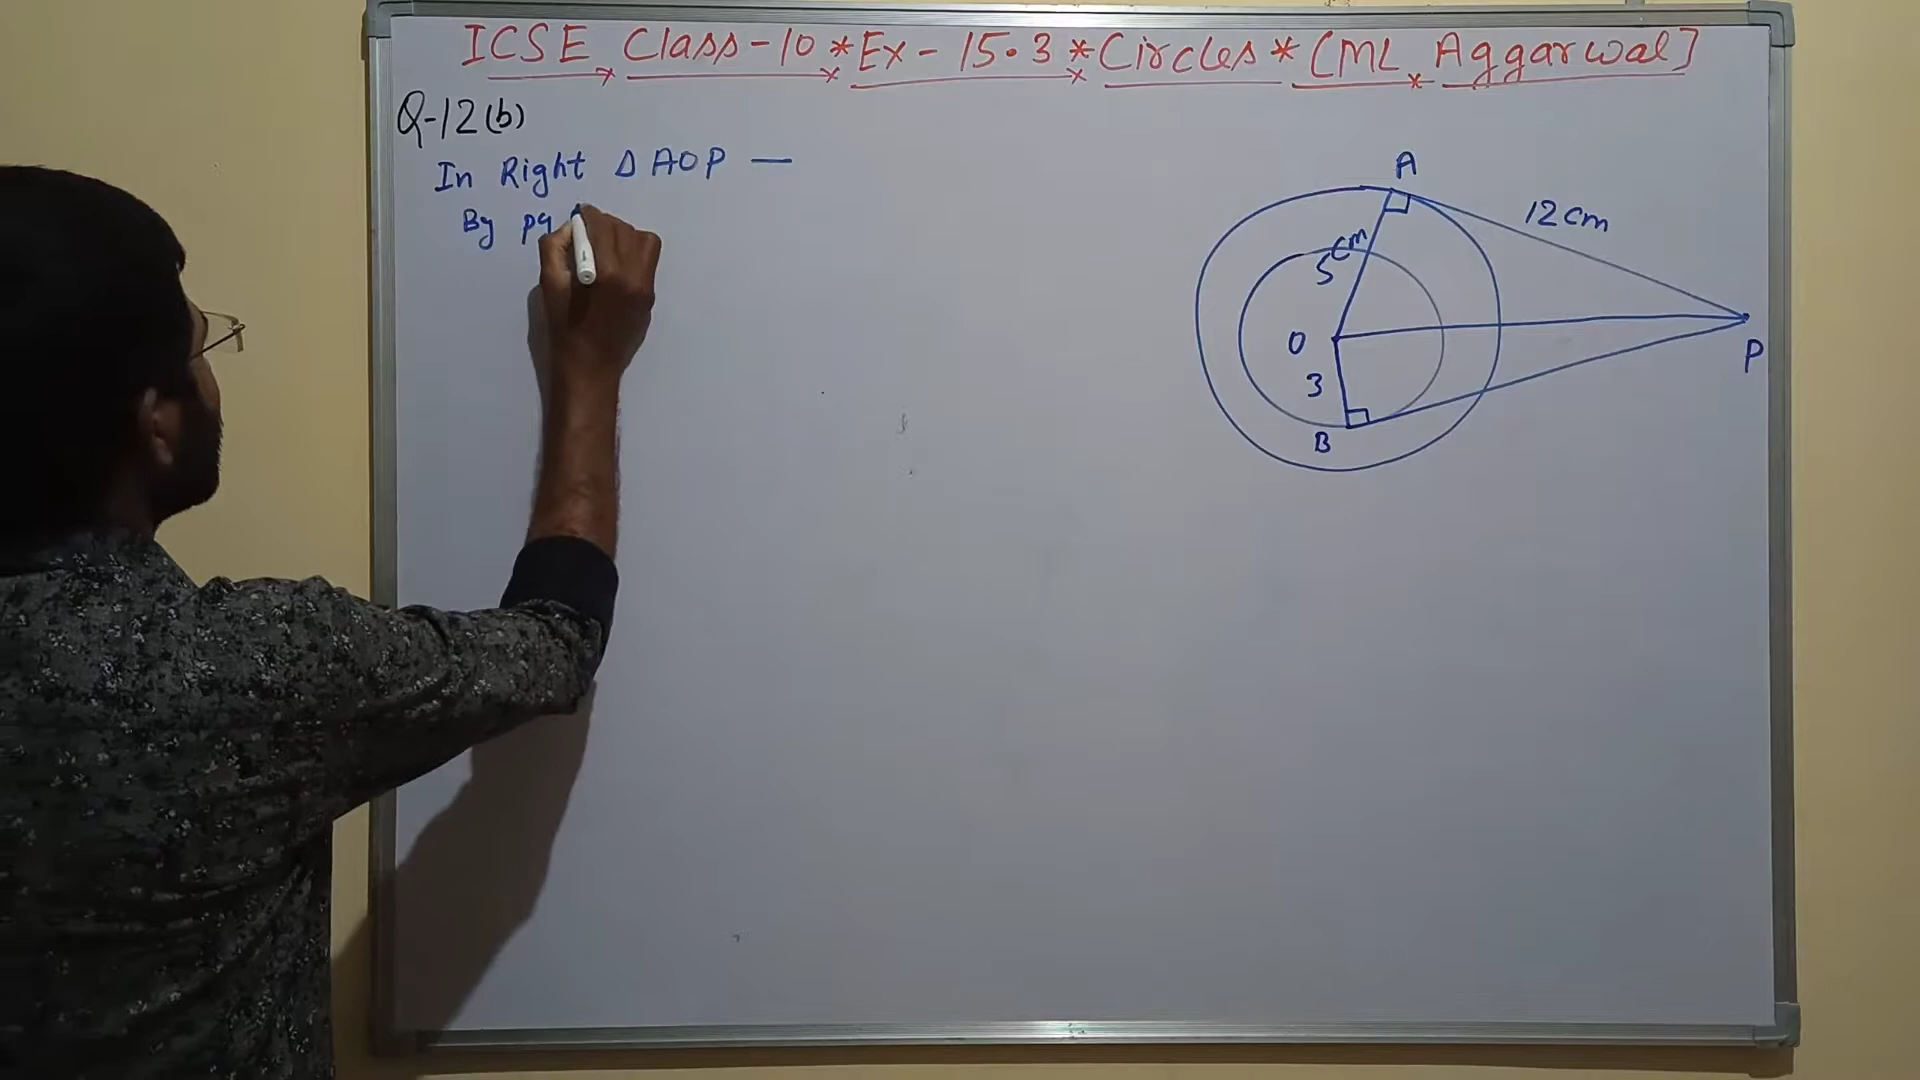 ICSE Class-10 * Ex-15.3 * Circles * [ML Aggarwal]
Q-12(b)
In Right Δ AOP —
By py
A
12 cm
5 cm
O
3
B
P